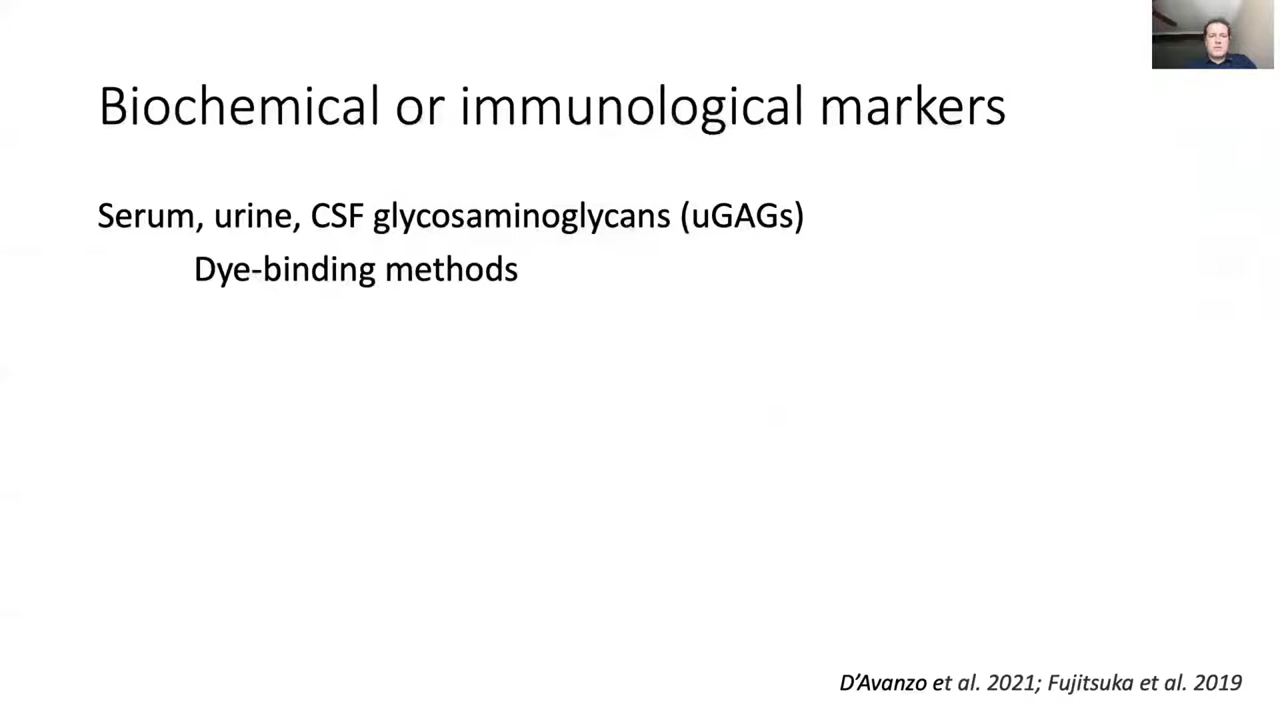 Biochemical or immunological markers
Serum, urine, CSF glycosaminoglycans (uGAGs)
Dye-binding methods
D’Avanzo et al. 2021; Fujitsuka et al. 2019